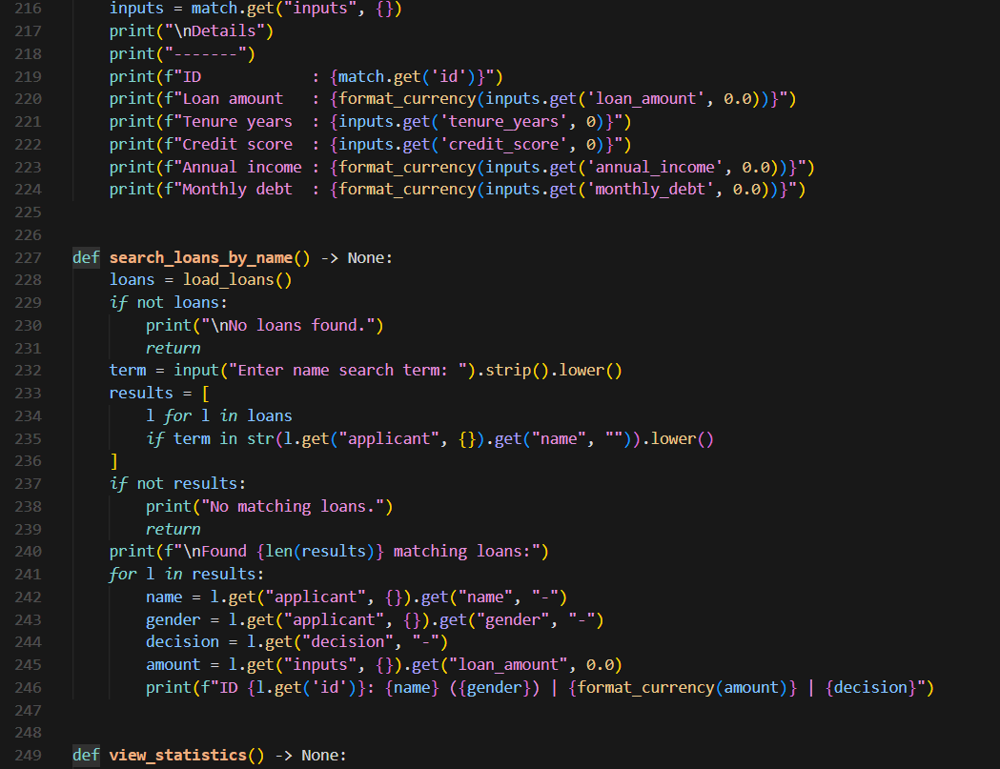 216 inputs = match.get("inputs", {})
217 print("\nDetails")
218 print("-------")
219 print(f"ID            : {match.get('id')}")
220 print(f"Loan amount   : {format_currency(inputs.get('loan_amount', 0.0))}")
221 print(f"Tenure years  : {inputs.get('tenure_years', 0)}")
222 print(f"Credit score  : {inputs.get('credit_score', 0)}")
223 print(f"Annual income : {format_currency(inputs.get('annual_income', 0.0))}")
224 print(f"Monthly debt  : {format_currency(inputs.get('monthly_debt', 0.0))}")
225
226
227 def search_loans_by_name() -> None:
228     loans = load_loans()
229     if not loans:
230         print("\nNo loans found.")
231         return
232     term = input("Enter name search term: ").strip().lower()
233     results = [
234         l for l in loans
235         if term in str(l.get("applicant", {}).get("name", "")).lower()
236     ]
237     if not results:
238         print("No matching loans.")
239         return
240     print(f"\nFound {len(results)} matching loans:")
241     for l in results:
242         name = l.get("applicant", {}).get("name", "-")
243         gender = l.get("applicant", {}).get("gender", "-")
244         decision = l.get("decision", "-")
245         amount = l.get("inputs", {}).get("loan_amount", 0.0)
246         print(f"ID {l.get('id')}: {name} ({gender}) | {format_currency(amount)} | {decision}")
247
248
249 def view_statistics() -> None: